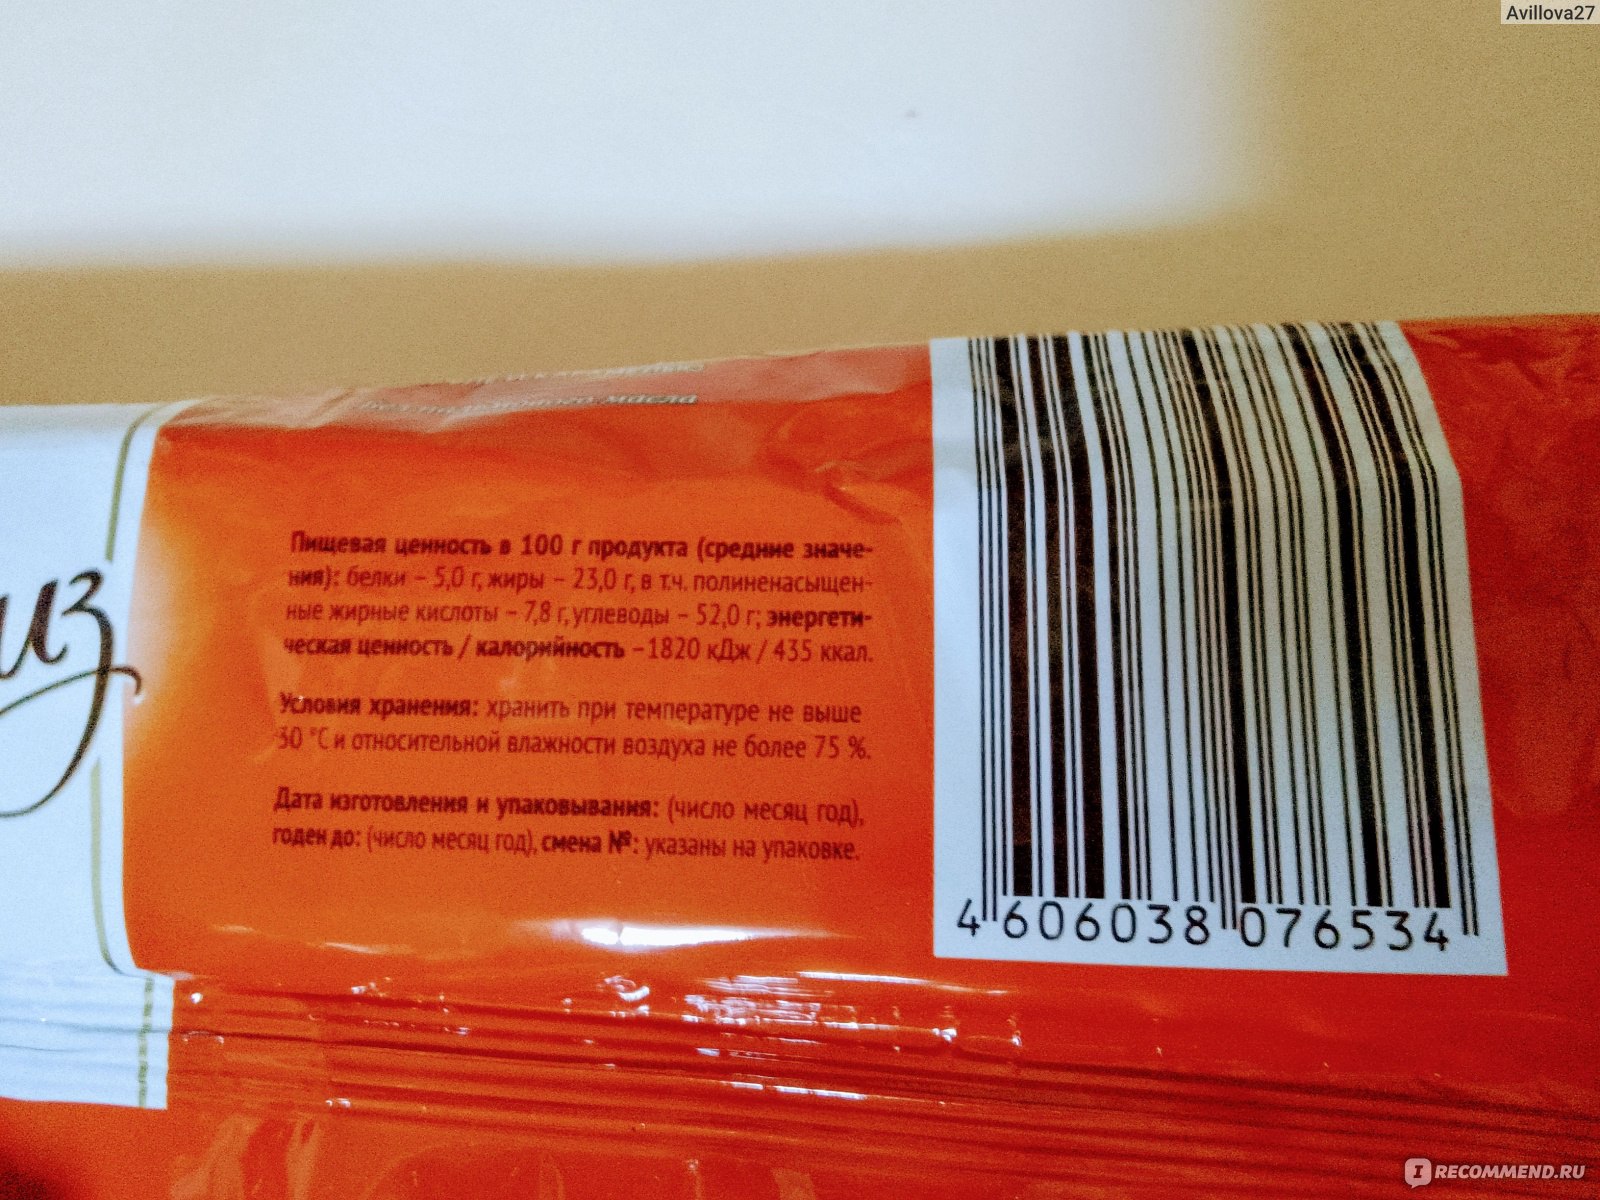 Avillova27
масла
из
Пищевая ценность в 100 г продукта (средние значе-
ния): белки – 5,0 г, жиры – 23,0 г, в т.ч. полиненасыщен-
ные жирные кислоты – 7,8 г, углеводы – 52,0 г; энергети-
ческая ценность / калорийность – 1820 кДж / 435 ккал.
Условия хранения: хранить при температуре не выше
30 °С и относительной влажности воздуха не более 75 %.
Дата изготовления и упаковывания: (число месяц год),
годен до: (число месяц год), смена №: указаны на упаковке.
4 606038 076534
IRECOMMEND.RU